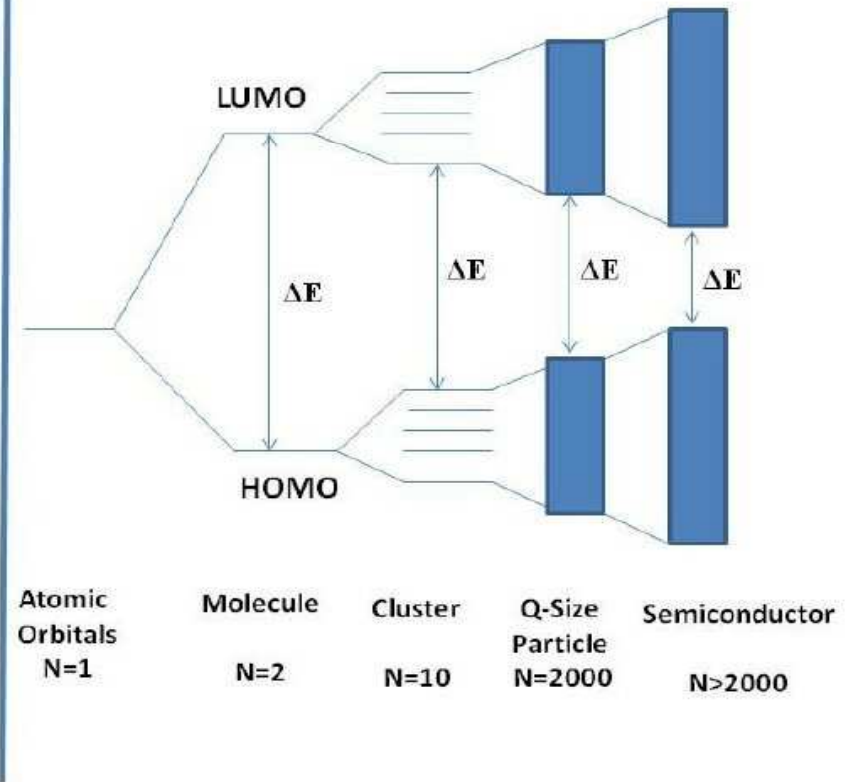 LUMO
ΔE
ΔE
ΔE
ΔE
HOMO
Atomic
Orbitals
N=1
Molecule
N=2
Cluster
N=10
Q-Size
Particle
N=2000
Semiconductor
N>2000